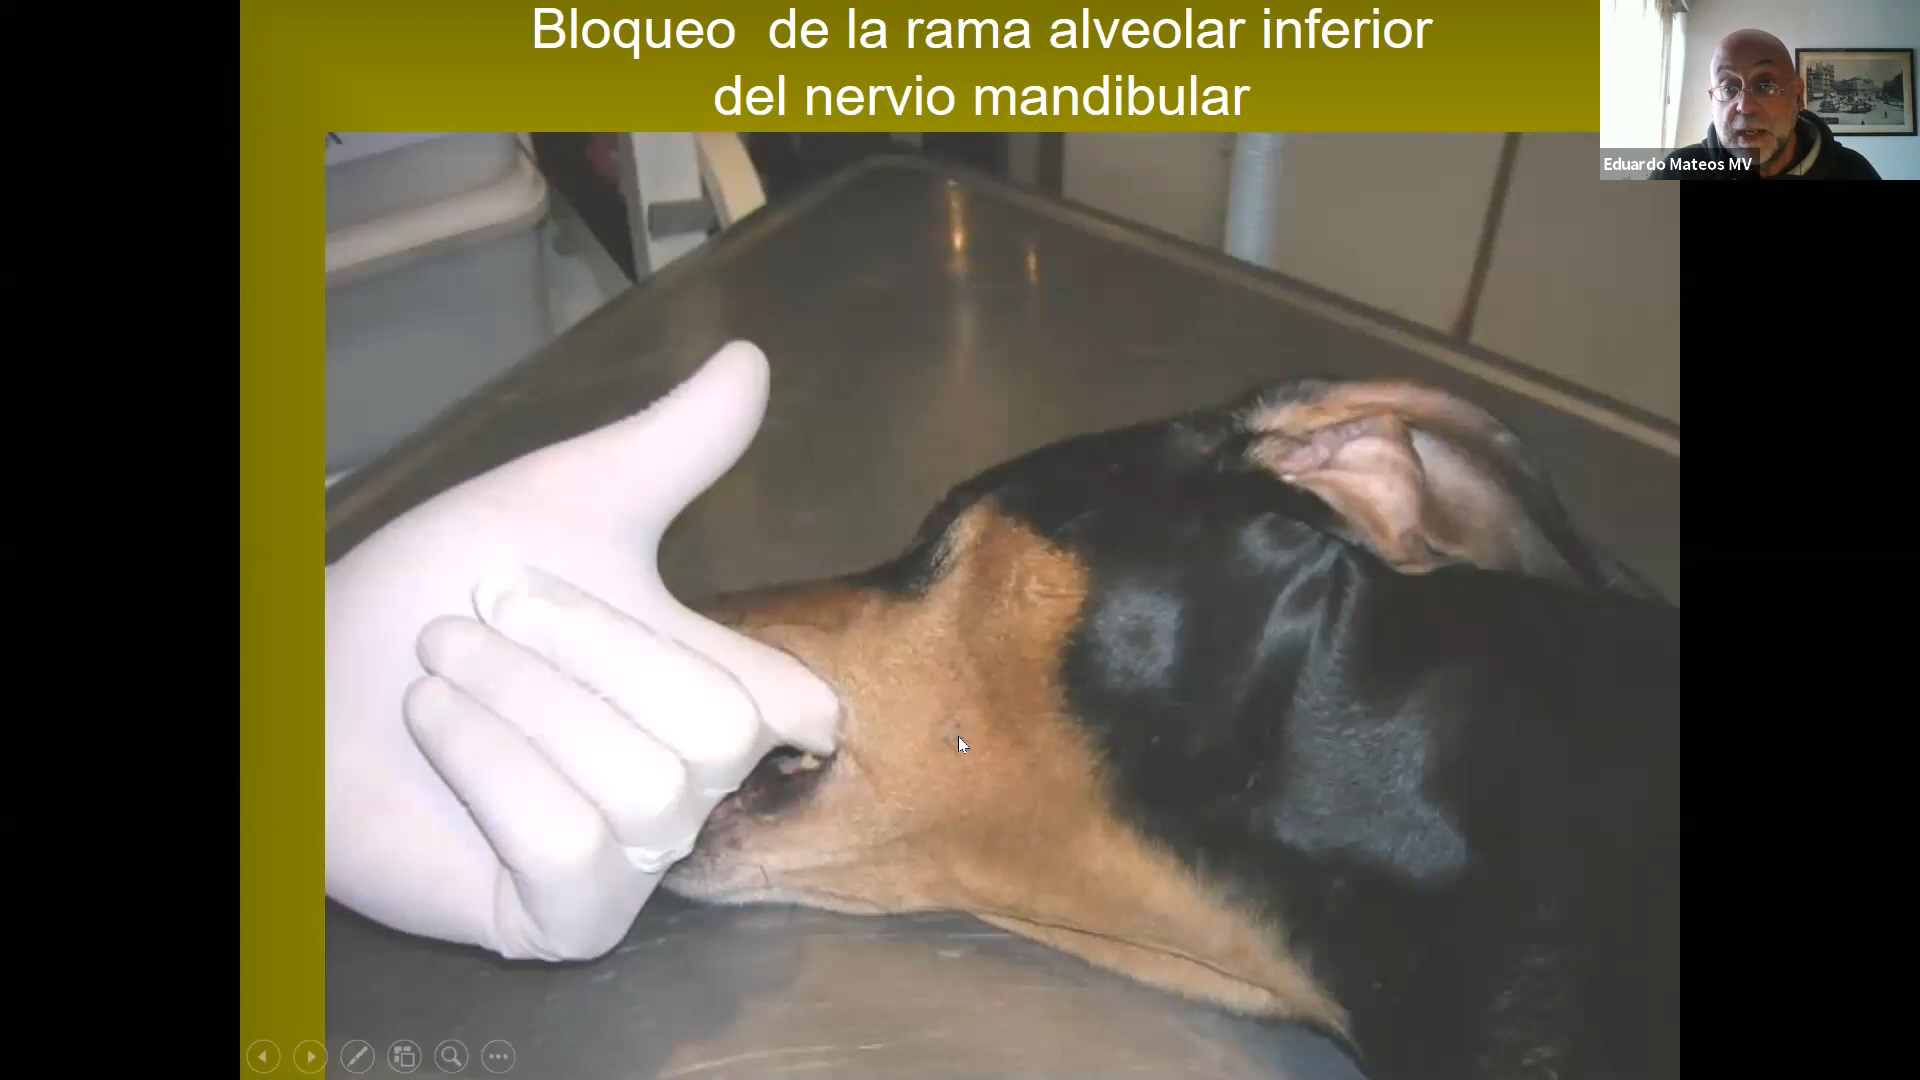 Bloqueo  de la rama alveolar inferior
del nervio mandibular
Eduardo Mateos MV